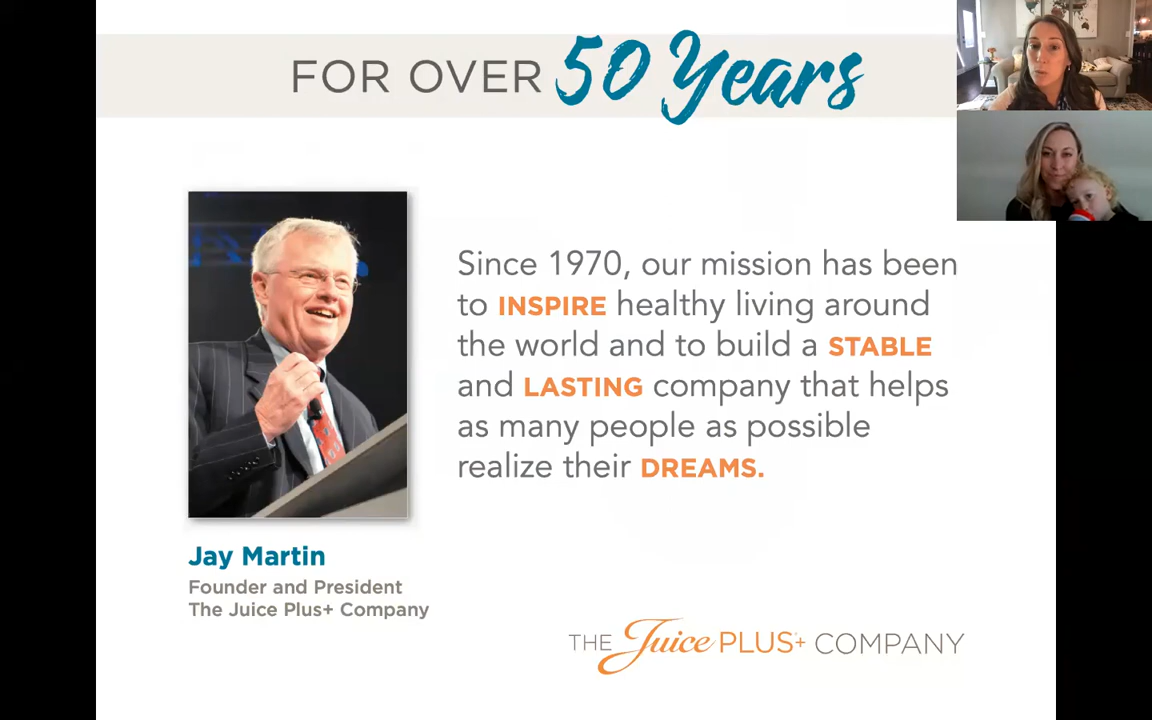 FOR OVER 50 Years
Since 1970, our mission has been
to INSPIRE healthy living around
the world and to build a STABLE
and LASTING company that helps
as many people as possible
realize their DREAMS.
Jay Martin
Founder and President
The Juice Plus+ Company
THE Juice PLUS+ COMPANY